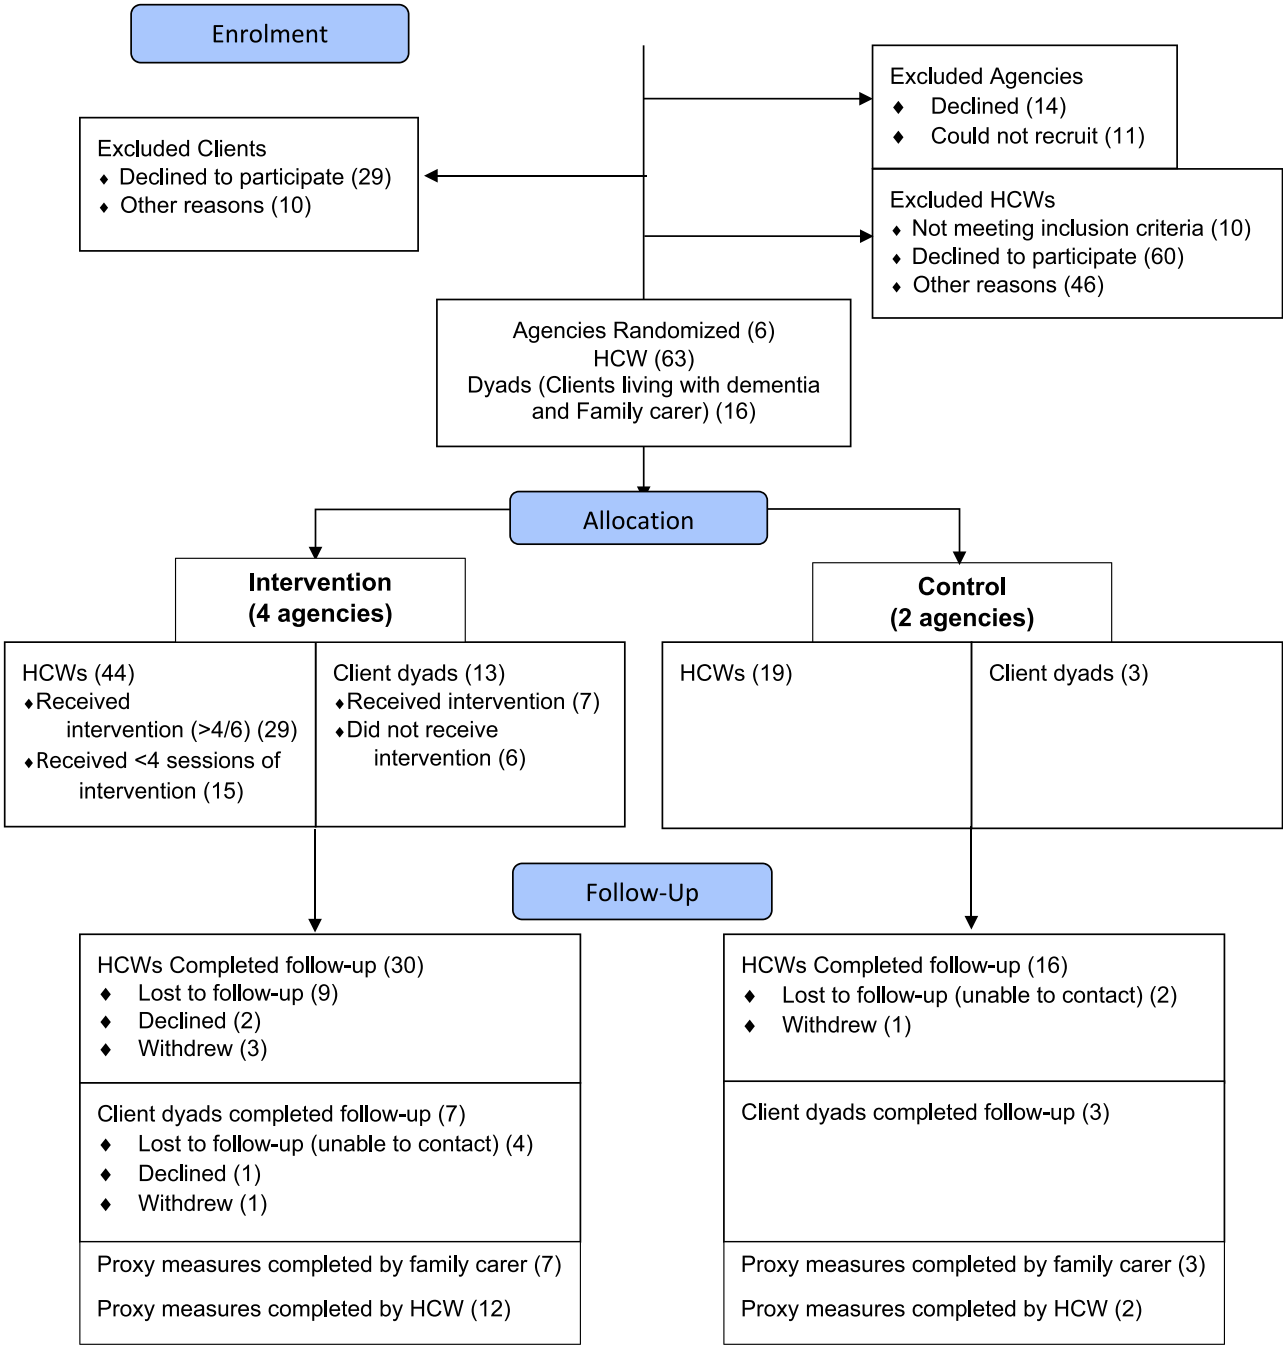 Enrolment
Excluded Agencies
♦ Declined (14)
♦ Could not recruit (11)
Excluded Clients
♦ Declined to participate (29)
♦ Other reasons (10)
Excluded HCWs
♦ Not meeting inclusion criteria (10)
♦ Declined to participate (60)
♦ Other reasons (46)
Agencies Randomized (6)
HCW (63)
Dyads (Clients living with dementia
and Family carer) (16)
Allocation
Intervention
(4 agencies)
HCWs (44)
♦Received
intervention (>4/6) (29)
♦Received <4 sessions of
intervention (15)
Client dyads (13)
♦Received intervention (7)
♦Did not receive
intervention (6)
Control
(2 agencies)
HCWs (19)
Client dyads (3)
Follow-Up
HCWs Completed follow-up (30)
♦ Lost to follow-up (9)
♦ Declined (2)
♦ Withdrew (3)
Client dyads completed follow-up (7)
♦ Lost to follow-up (unable to contact) (4)
♦ Declined (1)
♦ Withdrew (1)
Proxy measures completed by family carer (7)
Proxy measures completed by HCW (12)
HCWs Completed follow-up (16)
♦ Lost to follow-up (unable to contact) (2)
♦ Withdrew (1)
Client dyads completed follow-up (3)
Proxy measures completed by family carer (3)
Proxy measures completed by HCW (2)